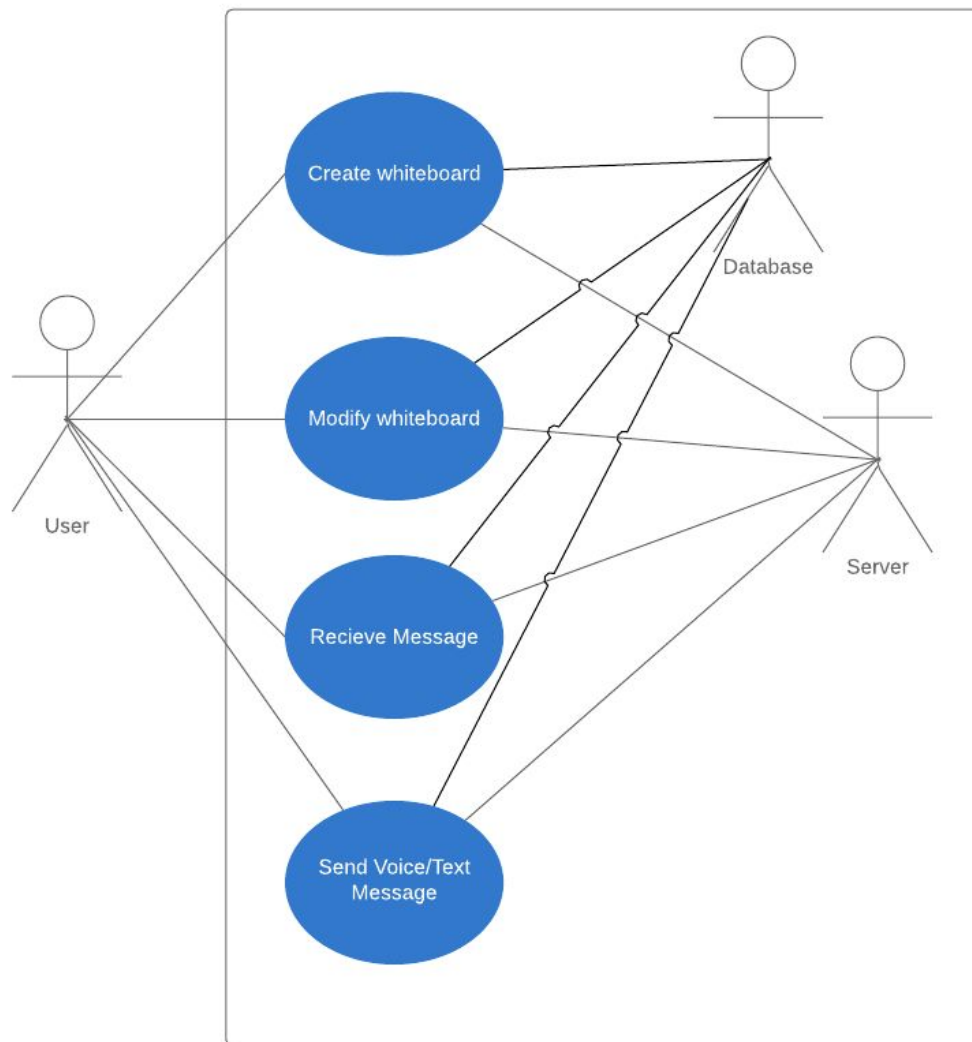 Create whiteboard
Database
Modify whiteboard
User
Server
Recieve Message
Send Voice/Text
Message